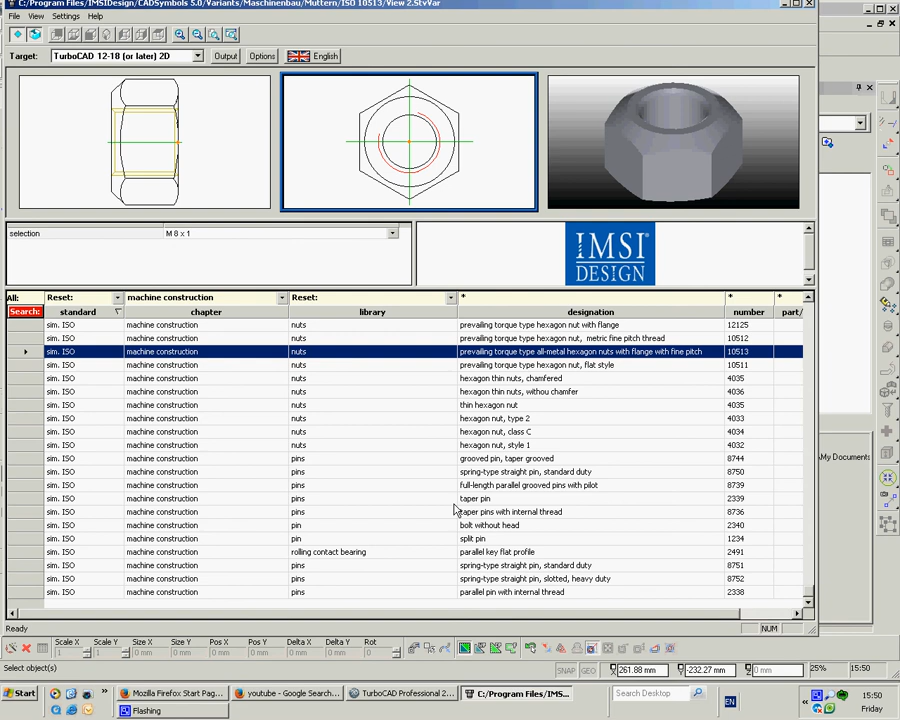 C:/Program Files/IMSIDesign/CADSymbols 5.0/Variants/Maschinenbau/Muttern/ISO 10513/View 2.StvVar
File View Settings Help
Target: TurboCAD 12-18 (or later) 2D Output Options English
selection M 8 x 1
IMSI
DESIGN
All: Reset: machine construction Reset: * * *
Search: standard chapter library designation number part/
sim. ISO machine construction nuts prevailing torque type hexagon nut with flange 12125
sim. ISO machine construction nuts prevailing torque type hexagon nut, metric fine pitch thread 10512
sim. ISO machine construction nuts prevailing torque type all-metal hexagon nuts with flange with fine pitch 10513
sim. ISO machine construction nuts prevailing torque type hexagon nut, flat style 10511
sim. ISO machine construction nuts hexagon thin nuts, chamfered 4035
sim. ISO machine construction nuts hexagon thin nuts, withou chamfer 4036
sim. ISO machine construction nuts thin hexagon nut 4035
sim. ISO machine construction nuts hexagon nut, type 2 4033
sim. ISO machine construction nuts hexagon nut, class C 4034
sim. ISO machine construction nuts hexagon nut, style 1 4032
sim. ISO machine construction pins grooved pin, taper grooved 8744
sim. ISO machine construction pins spring-type straight pin, standard duty 8750
sim. ISO machine construction pins full-length parallel grooved pins with pilot 8739
sim. ISO machine construction pins taper pin 2339
sim. ISO machine construction pins taper pins with internal thread 8736
sim. ISO machine construction pin bolt without head 2340
sim. ISO machine construction pin split pin 1234
sim. ISO machine construction rolling contact bearing parallel key flat profile 2491
sim. ISO machine construction pins spring-type straight pin, standard duty 8751
sim. ISO machine construction pins spring-type straight pin, slotted, heavy duty 8752
sim. ISO machine construction pins parallel pin with internal thread 2338
My Documents
Ready NUM
Scale X Scale Y Size X Size Y Pos X Pos Y Delta X Delta Y Rot
1 1 0 mm 0 mm 0 mm 0 mm 0 mm 0 mm 0
Select object(s) SNAP GEO X 261.88 mm Y -232.27 mm Z 0 mm 25% 15:50
Start Mozilla Firefox Start Pag... youtube - Google Search... TurboCAD Professional 2... C:/Program Files/IMS... Search Desktop EN 15:50
Flashing Friday